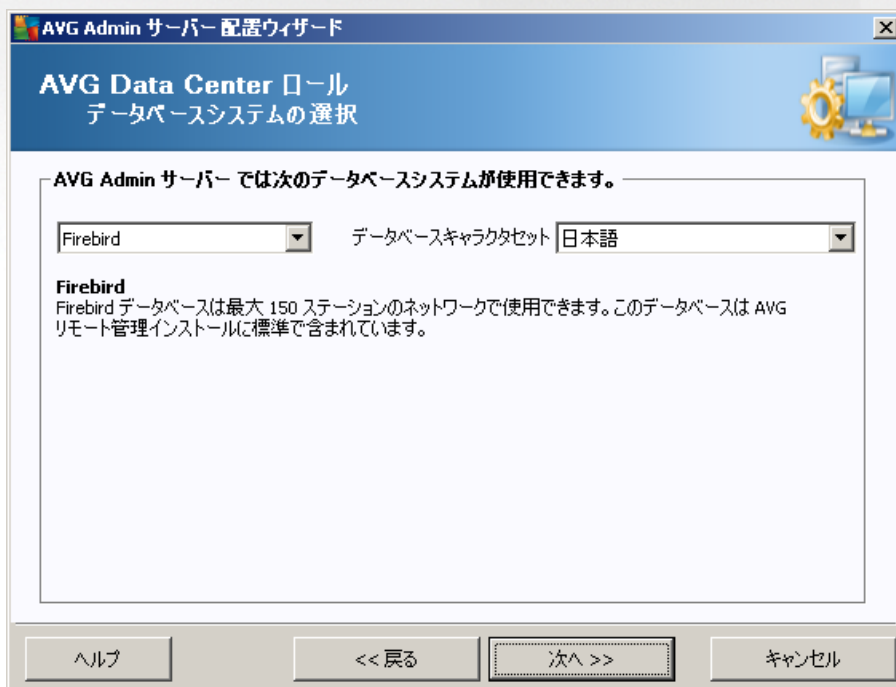 AVG Admin サーバー 配置ウィザード
AVG Data Center ロール
データベースシステムの選択
AVG Admin サーバー では次のデータベースシステムが使用できます。
Firebird データベースキャラクタセット 日本語
Firebird
Firebird データベースは最大 150 ステーションのネットワークで使用できます。このデータベースは AVG
リモート管理インストールに標準で含まれています。
ヘルプ << 戻る 次へ >> キャンセル